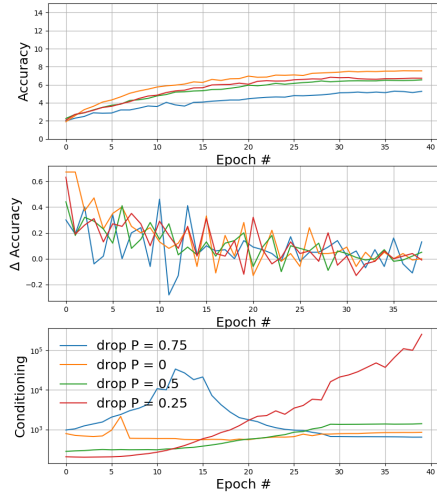 14
12
10
8
6
4
2
0
Accuracy
0 5 10 15 20 25 30 35 40
Epoch #
0.6
0.4
0.2
0.0
−0.2
Δ Accuracy
0 5 10 15 20 25 30 35
Epoch #
10⁵
10⁴
10³
Conditioning
drop P = 0.75
drop P = 0
drop P = 0.5
drop P = 0.25
0 5 10 15 20 25 30 35 40
Epoch #